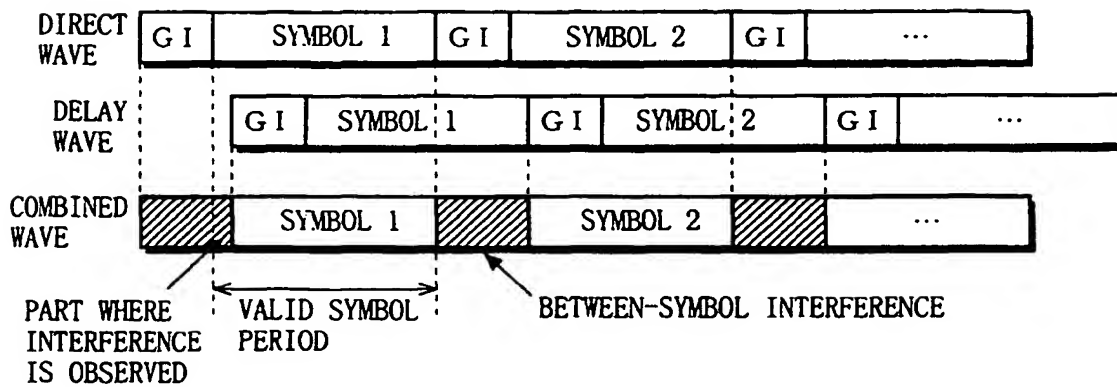 DIRECT WAVE
GI SYMBOL 1 GI SYMBOL 2 GI ...
DELAY WAVE
GI SYMBOL 1 GI SYMBOL 2 GI ...
COMBINED WAVE
SYMBOL 1 SYMBOL 2 ...
PART WHERE INTERFERENCE IS OBSERVED
VALID SYMBOL PERIOD
BETWEEN-SYMBOL INTERFERENCE